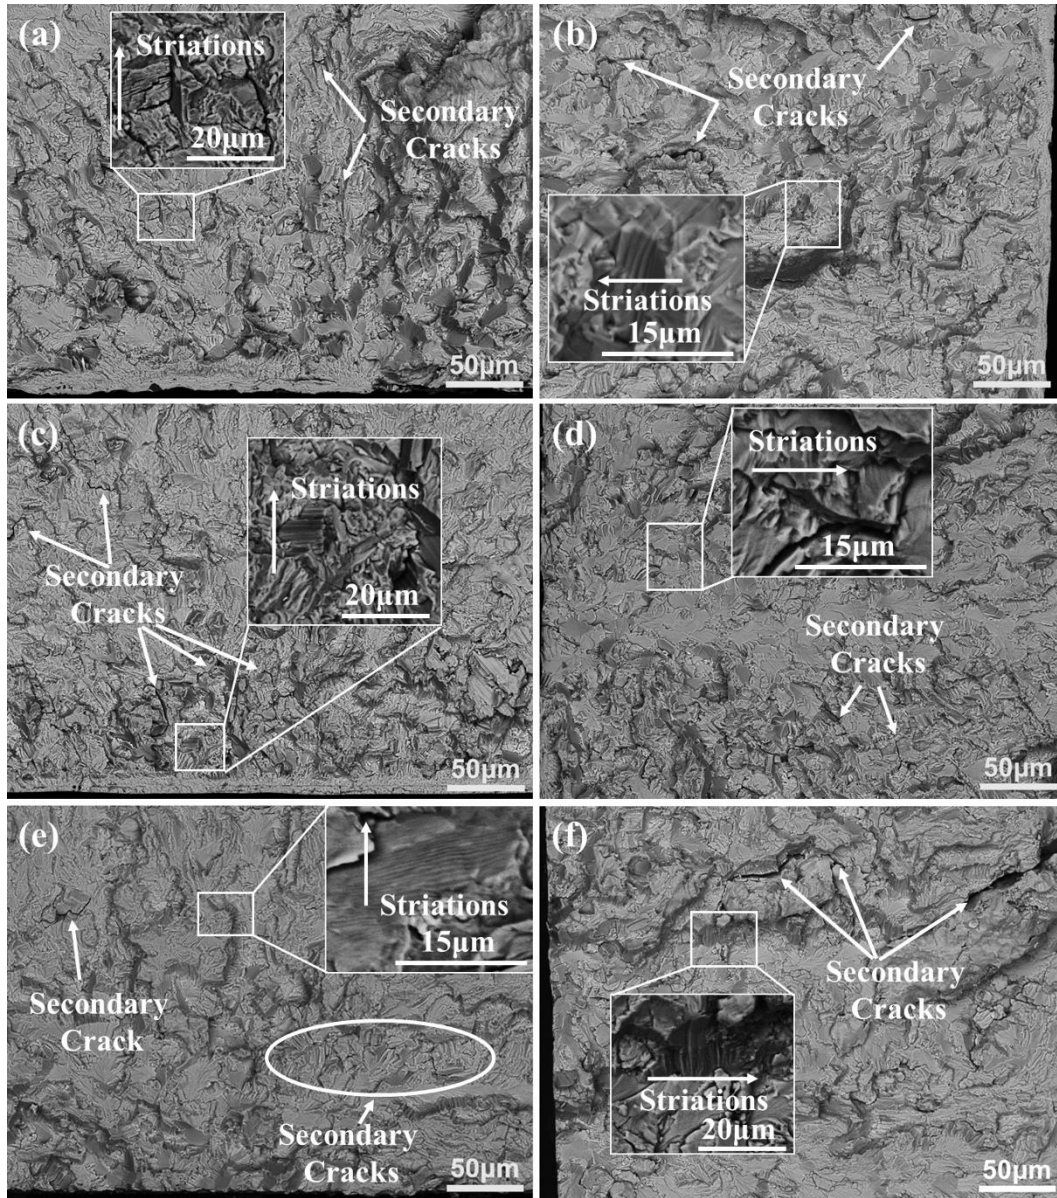 (a)
Striations
20μm
Secondary
Cracks
50μm
(b)
Secondary
Cracks
Striations
15μm
50μm
(c)
Striations
20μm
Secondary
Cracks
50μm
(d)
Striations
15μm
Secondary
Cracks
50μm
(e)
Striations
15μm
Secondary
Crack
Secondary
Cracks
50μm
(f)
Secondary
Cracks
Striations
20μm
50μm